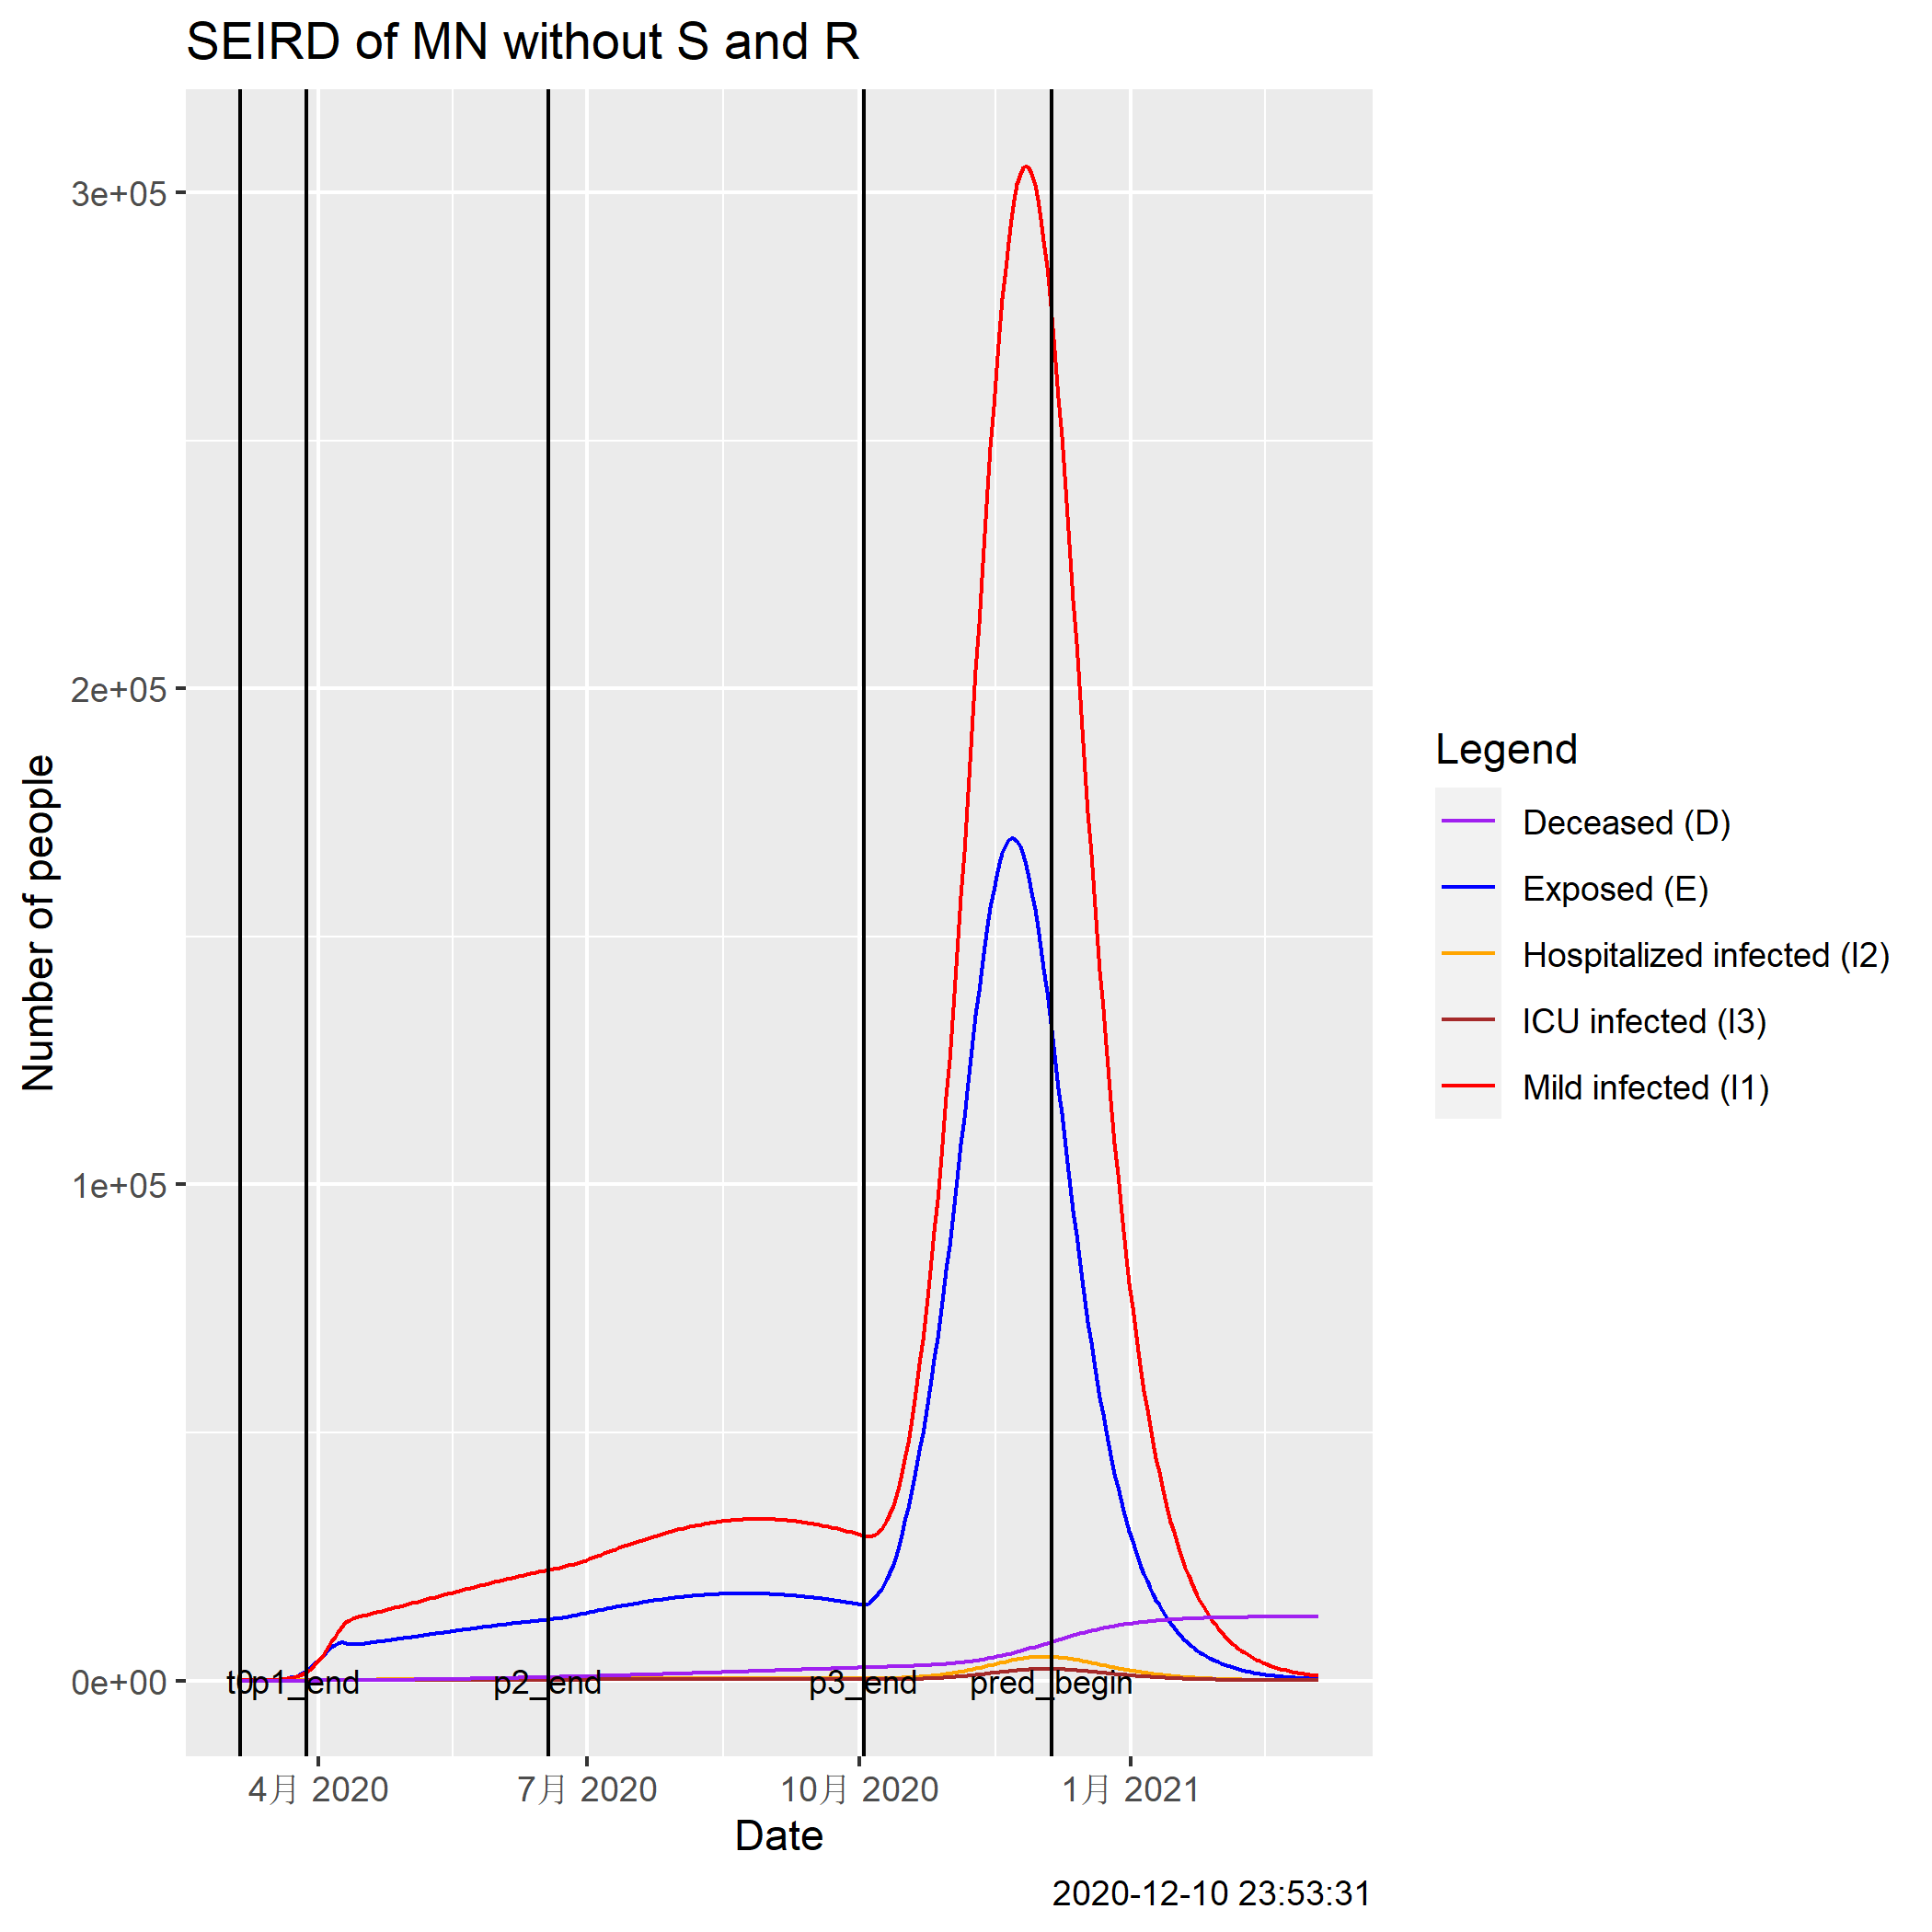 SEIRD of MN without S and R
Number of people
3e+05
2e+05
1e+05
0e+00
t0
p1_end
p2_end
p3_end
pred_begin
4月 2020
7月 2020
10月 2020
1月 2021
Date
Legend
Deceased (D)
Exposed (E)
Hospitalized infected (I2)
ICU infected (I3)
Mild infected (I1)
2020-12-10 23:53:31